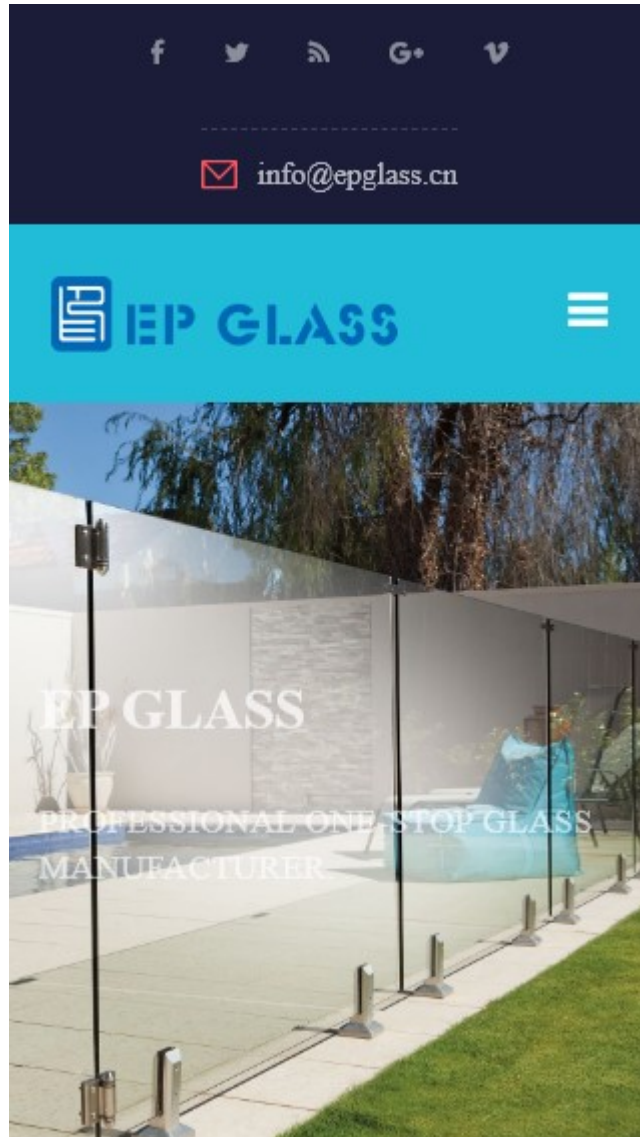 info@epglass.cn
EP GLASS
EP GLASS
PROFESSIONAL ONE-STOP GLASS
MANUFACTURER